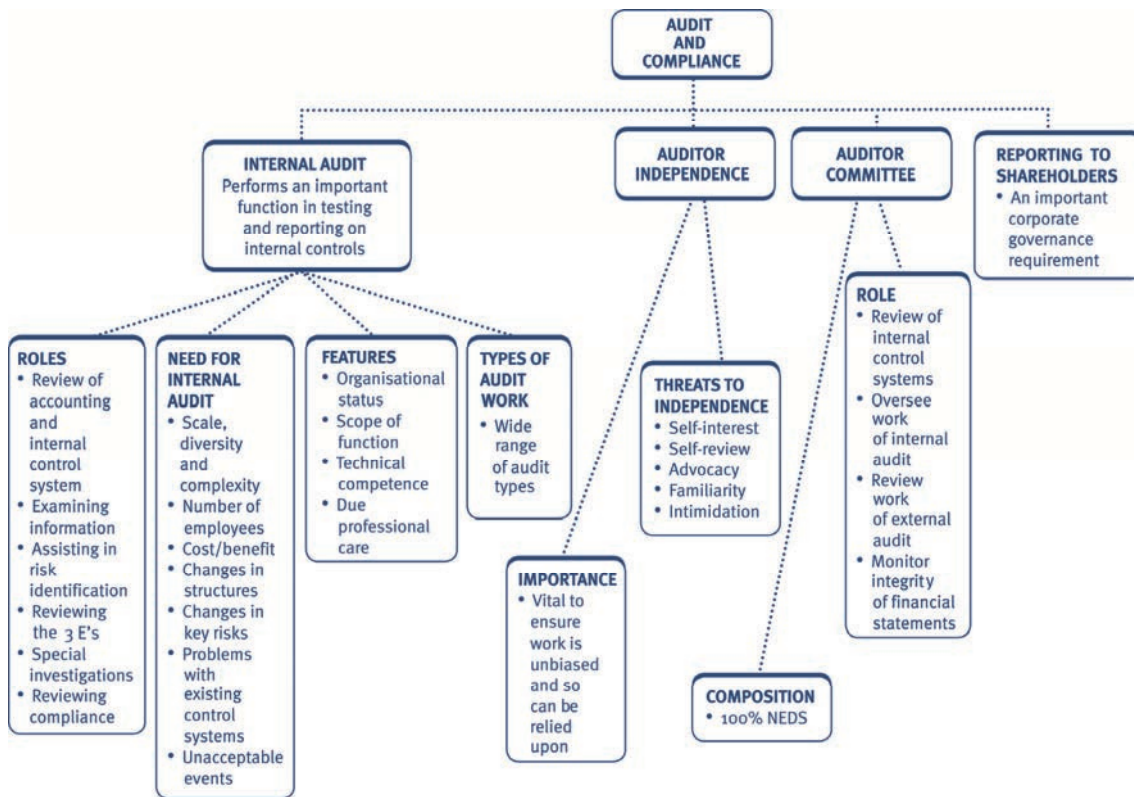 AUDIT
AND
COMPLIANCE
INTERNAL AUDIT
Performs an important
function in testing
and reporting on
internal controls
AUDITOR
INDEPENDENCE
AUDITOR
COMMITTEE
REPORTING TO
SHAREHOLDERS
• An important
corporate
governance
requirement
ROLES
• Review of
accounting
and
internal
control
system
• Examining
information
• Assisting in
risk
identification
• Reviewing
the 3 E's
• Special
investigations
• Reviewing
compliance
NEED FOR
INTERNAL
AUDIT
• Scale,
diversity
and
complexity
• Number of
employees
• Cost/benefit
• Changes in
structures
• Changes in
key risks
• Problems
with
existing
control
systems
• Unacceptable
events
FEATURES
• Organisational
status
• Scope of
function
• Technical
competence
• Due
professional
care
TYPES OF
AUDIT
WORK
• Wide
range
of audit
types
IMPORTANCE
• Vital to
ensure
work is
unbiased
and so
can be
relied
upon
THREATS TO
INDEPENDENCE
• Self-interest
• Self-review
• Advocacy
• Familiarity
• Intimidation
COMPOSITION
• 100% NEDS
ROLE
• Review of
internal
control
systems
• Oversee
work
of internal
audit
• Review
work
of external
audit
• Monitor
integrity
of financial
statements